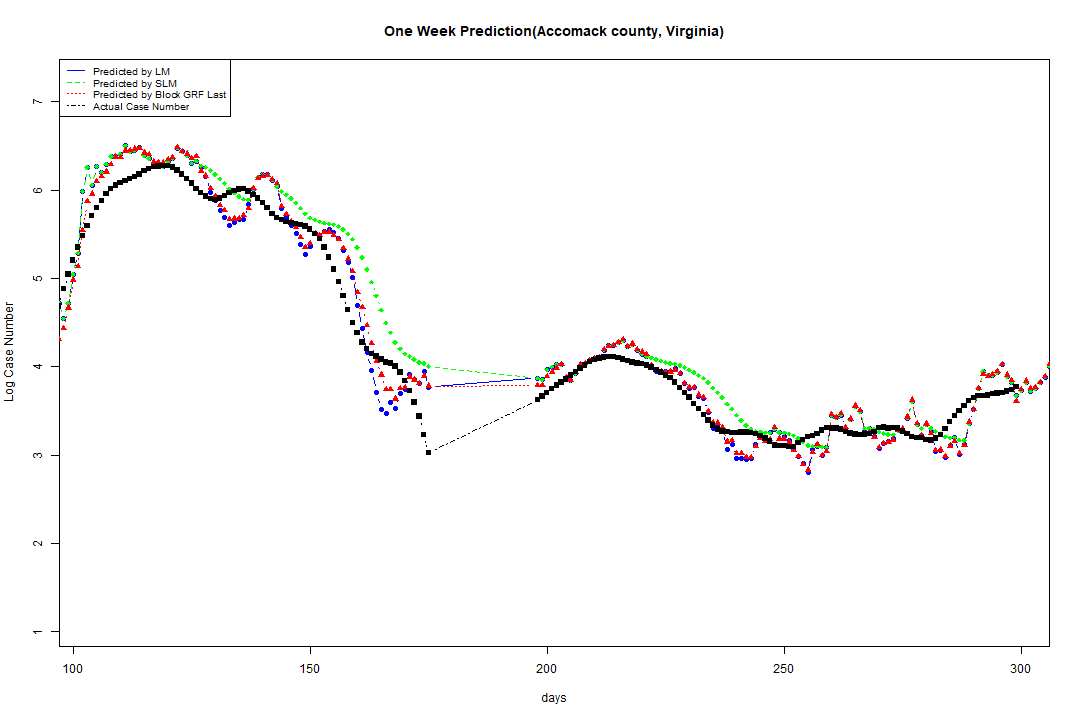 One Week Prediction(Accomack county, Virginia)
Predicted by LM
Predicted by SLM
Predicted by Block GRF Last
Actual Case Number
Log Case Number
7
6
5
4
3
2
1
100 150 200 250 300
days